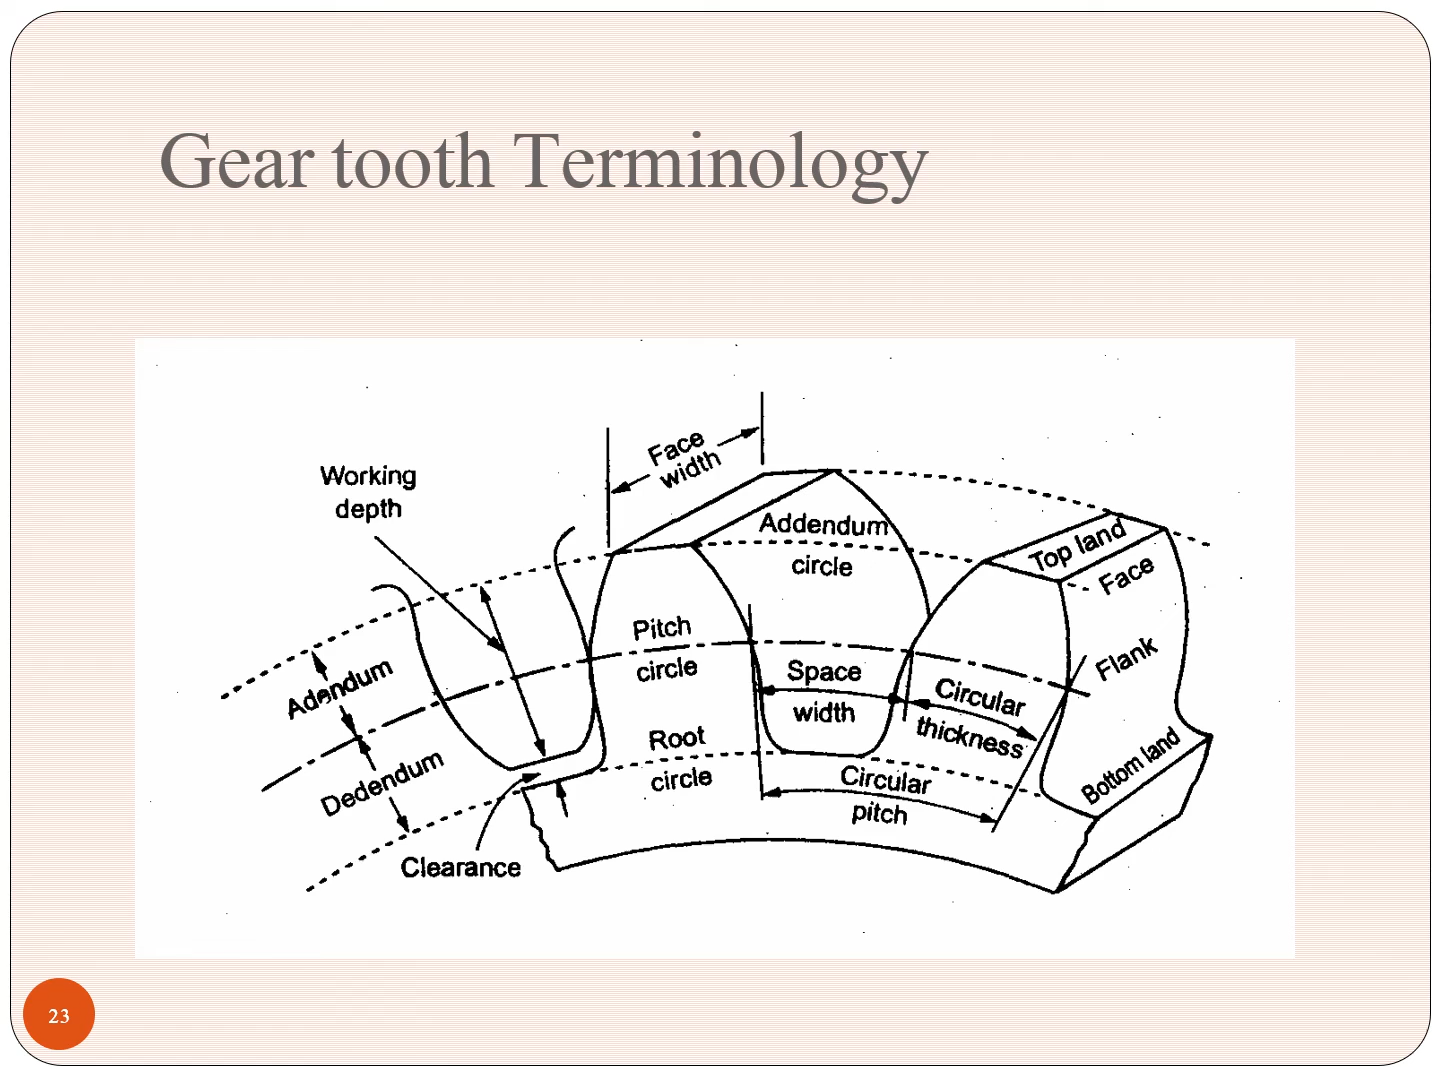 Gear tooth Terminology
Face
width
Working
depth
Addendum
circle
Top land
Face
Pitch
circle
Flank
Adendum
Space
width
Circular
thickness
Root
circle
Dedendum
Circular
pitch
Bottom land
Clearance
23